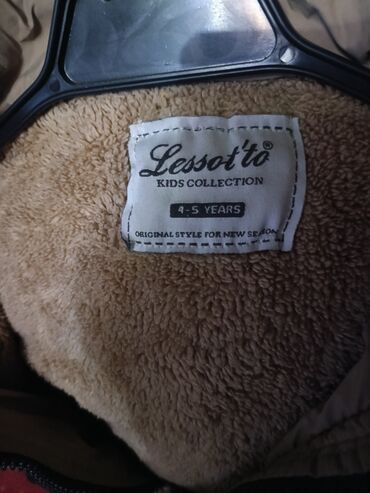 Lessot'to®
KIDS COLLECTION
4-5 YEARS
ORIGINAL STYLE FOR NEW SEASON